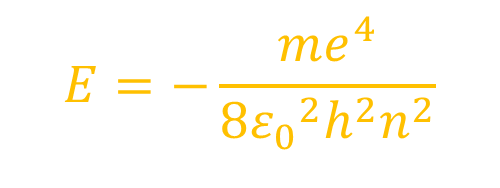 E = − me⁴ / 8ε₀²h²n²